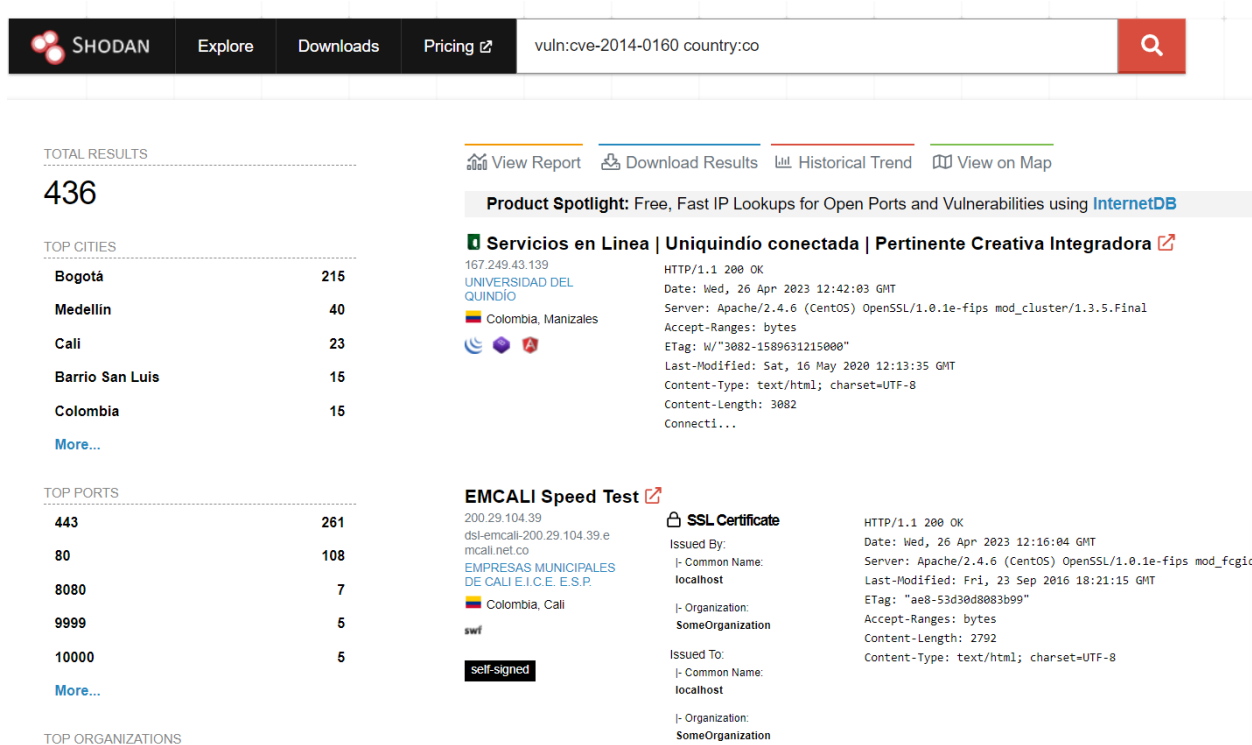 SHODAN
Explore
Downloads
Pricing
vuln:cve-2014-0160 country:co
TOTAL RESULTS
436
TOP CITIES
Bogotá 215
Medellín 40
Cali 23
Barrio San Luis 15
Colombia 15
More...
TOP PORTS
443 261
80 108
8080 7
9999 5
10000 5
More...
TOP ORGANIZATIONS
View Report
Download Results
Historical Trend
View on Map
Product Spotlight: Free, Fast IP Lookups for Open Ports and Vulnerabilities using InternetDB
Servicios en Linea | Uniquindío conectada | Pertinente Creativa Integradora
167.249.43.139
UNIVERSIDAD DEL
QUINDÍO
Colombia, Manizales
HTTP/1.1 200 OK
Date: Wed, 26 Apr 2023 12:42:03 GMT
Server: Apache/2.4.6 (CentOS) OpenSSL/1.0.1e-fips mod_cluster/1.3.5.Final
Accept-Ranges: bytes
ETag: W/"3082-1589631215000"
Last-Modified: Sat, 16 May 2020 12:13:35 GMT
Content-Type: text/html; charset=UTF-8
Content-Length: 3082
Connecti...
EMCALI Speed Test
200.29.104.39
dsl-emcali-200.29.104.39.e
mcali.net.co
EMPRESAS MUNICIPALES
DE CALI E.I.C.E. E.S.P.
Colombia, Cali
swf
self-signed
SSL Certificate
Issued By:
|- Common Name:
localhost
|- Organization:
SomeOrganization
Issued To:
|- Common Name:
localhost
|- Organization:
SomeOrganization
HTTP/1.1 200 OK
Date: Wed, 26 Apr 2023 12:16:04 GMT
Server: Apache/2.4.6 (CentOS) OpenSSL/1.0.1e-fips mod_fcgid
Last-Modified: Fri, 23 Sep 2016 18:21:15 GMT
ETag: "ae8-53d30d8083b99"
Accept-Ranges: bytes
Content-Length: 2792
Content-Type: text/html; charset=UTF-8